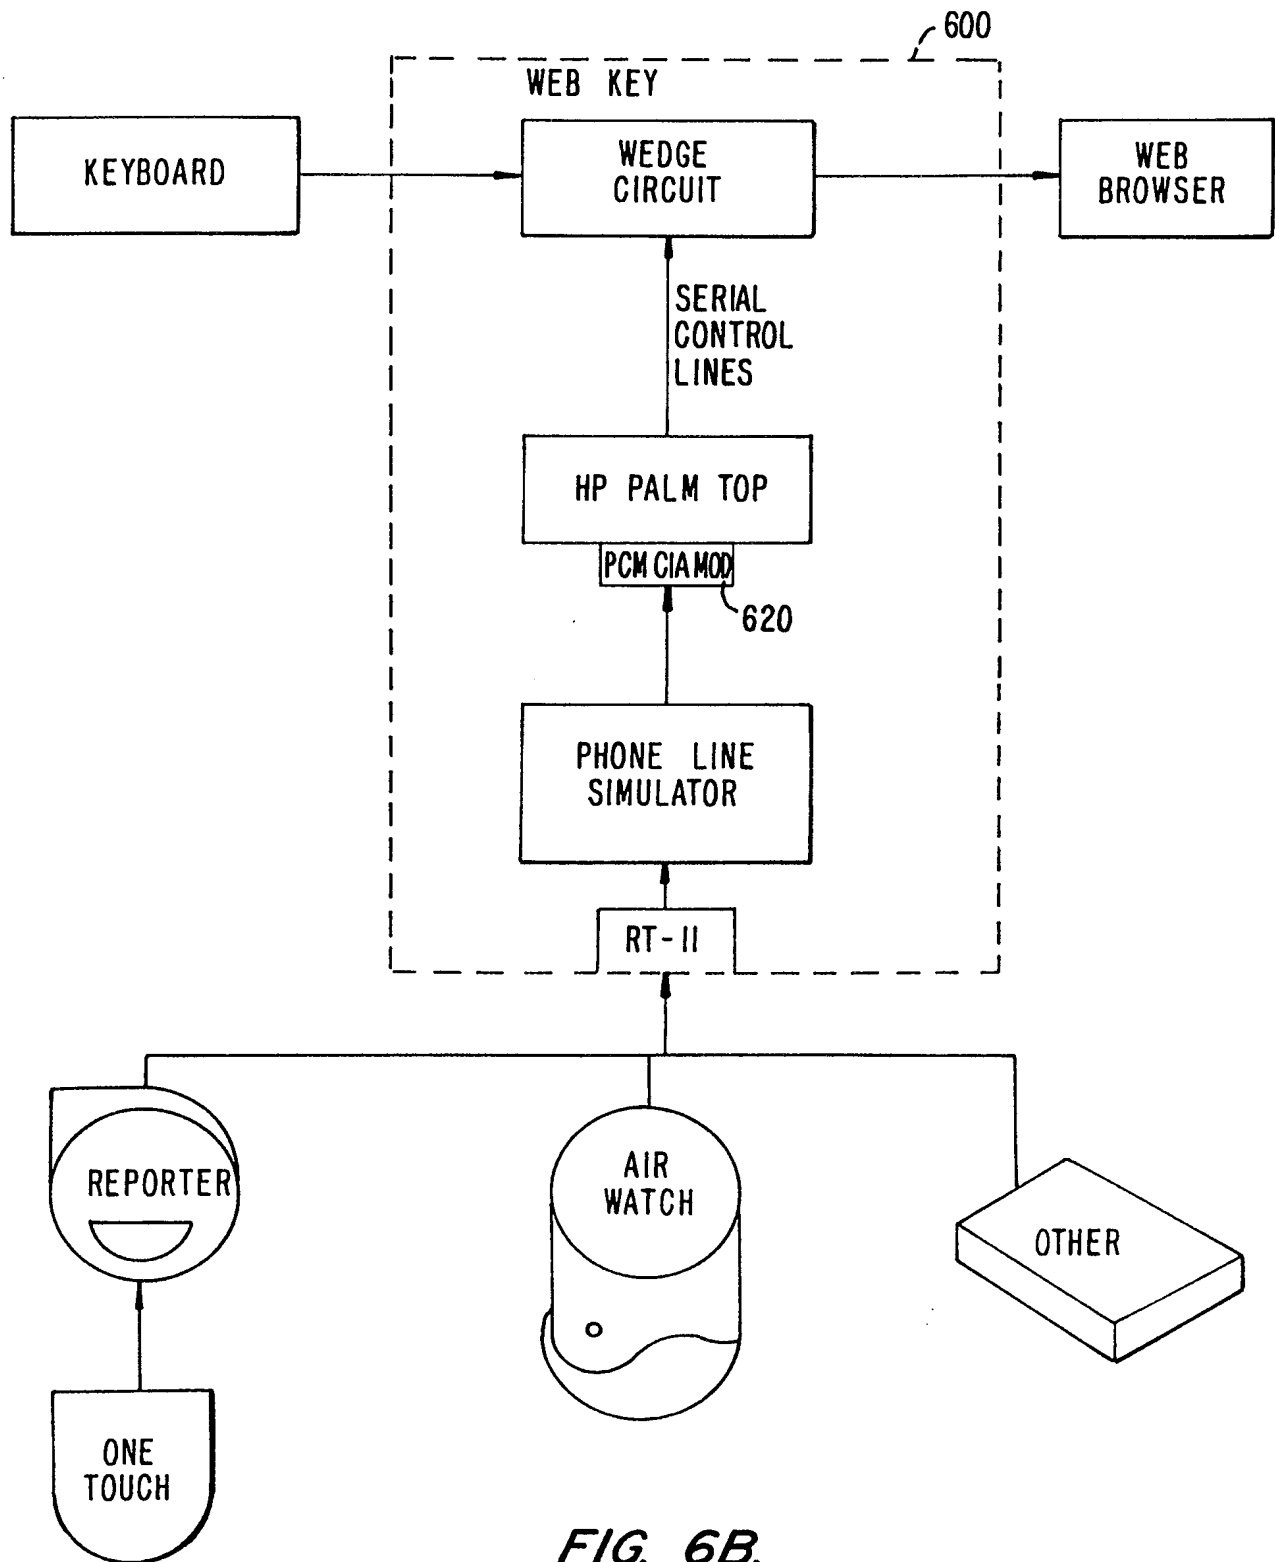 600
WEB KEY
KEYBOARD
WEDGE
CIRCUIT
WEB
BROWSER
SERIAL
CONTROL
LINES
HP PALM TOP
PCMCIA MOD
620
PHONE LINE
SIMULATOR
RT-11
REPORTER
AIR
WATCH
OTHER
ONE
TOUCH
FIG. 6B.